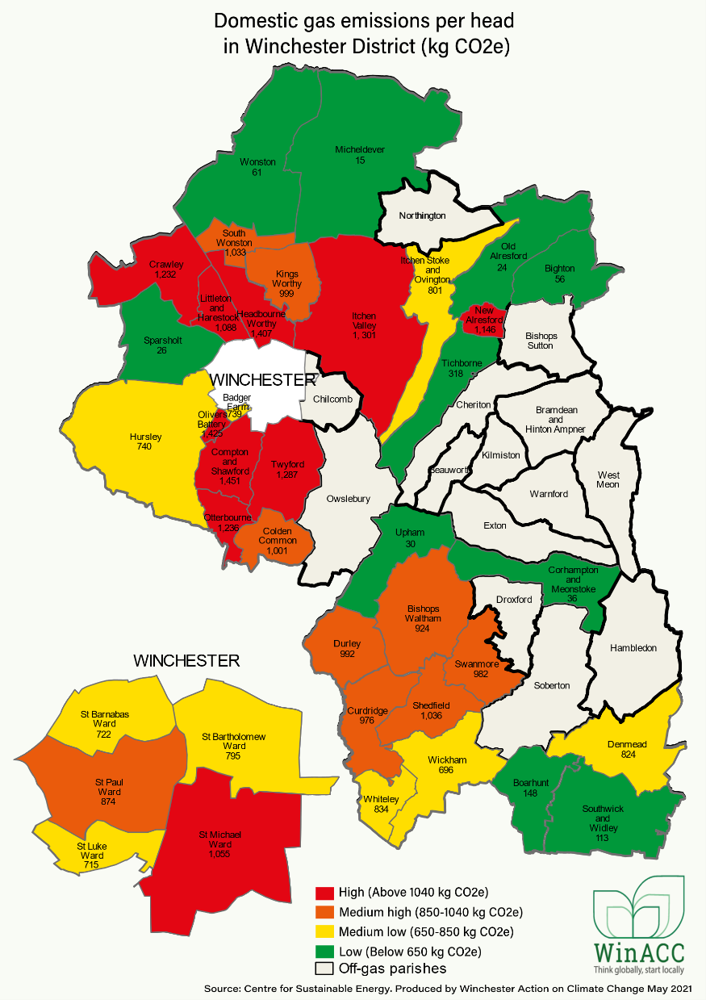 Domestic gas emissions per head
in Winchester District (kg CO2e)
Micheldever
15
Wonston
61
Northington
South
Wonston
1,033
Old
Alresford
24
Itchen Stoke
and
Ovington
801
Crawley
1,232
Kings
Worthy
999
Bighton
56
Littleton
and
Harestock
1,088
Headbourne
Worthy
1,407
Itchen
Valley
1, 301
New
Alresford
1,146
Bishops
Sutton
Sparsholt
26
Tichborne
318
WINCHESTER
Chilcomb
Badger
Farm
739
Cheriton
Bramdean
and
Hinton Ampner
Olivers
Battery
1,425
Hursley
740
Compton
and
Shawford
1,451
Twyford
1,287
Beauworth
Kilmiston
West
Meon
Warnford
Owslebury
Otterbourne
1,236
Colden
Common
1,001
Exton
Upham
30
Corhampton
and
Meonstoke
36
Droxford
Bishops
Waltham
924
Durley
992
Hambledon
Swanmore
982
Soberton
WINCHESTER
Shedfield
1,036
Curdridge
976
St Barnabas
Ward
722
St Bartholomew
Ward
795
Denmead
824
Wickham
696
St Paul
Ward
874
Boarhunt
148
Whiteley
834
Southwick
and
Widley
113
St Michael
Ward
1,055
St Luke
Ward
715
High (Above 1040 kg CO2e)
Medium high (850-1040 kg CO2e)
Medium low (650-850 kg CO2e)
Low (Below 650 kg CO2e)
Off-gas parishes
WinACC
Think globally, start locally
Source: Centre for Sustainable Energy. Produced by Winchester Action on Climate Change May 2021